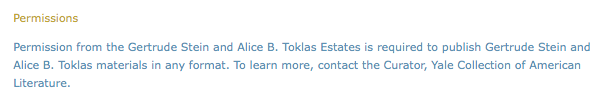 Permissions
Permission from the Gertrude Stein and Alice B. Toklas Estates is required to publish Gertrude Stein and
Alice B. Toklas materials in any format. To learn more, contact the Curator, Yale Collection of American
Literature.